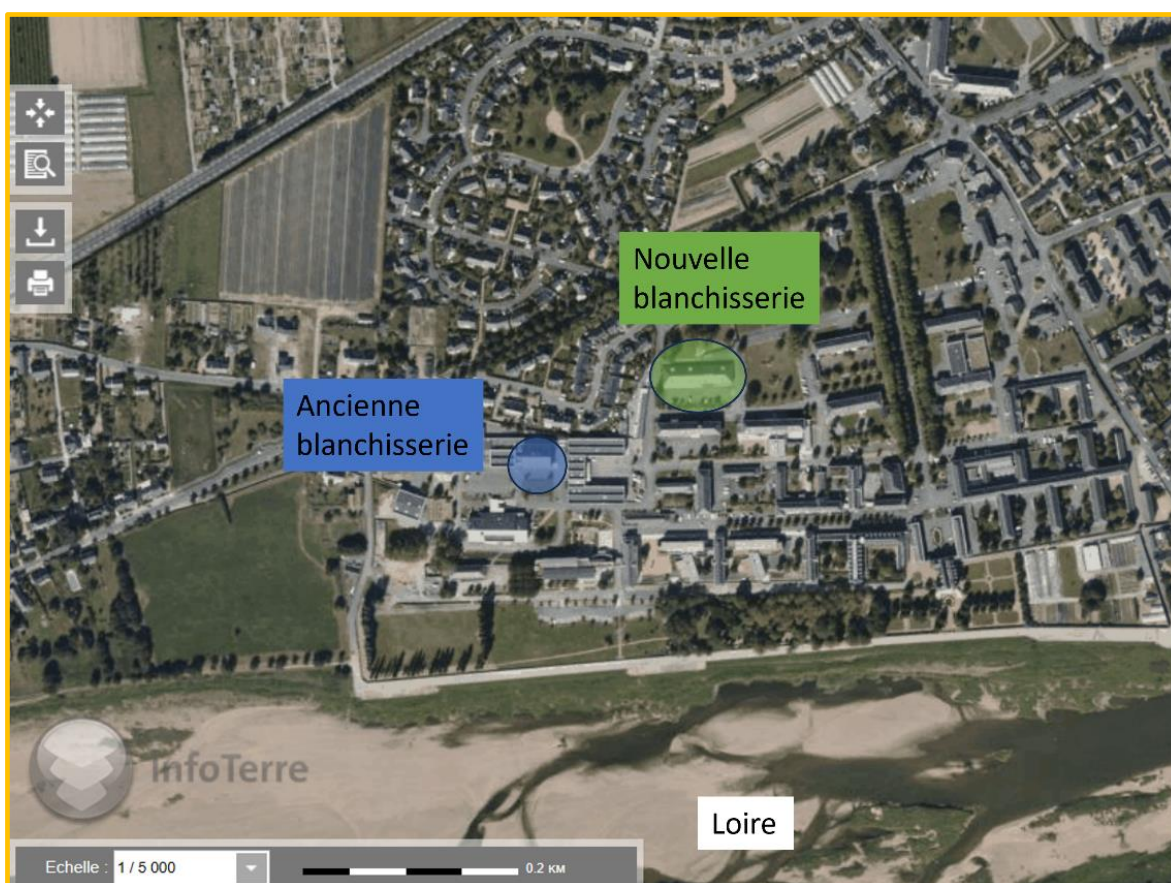 Nouvelle
blanchisserie
Ancienne
blanchisserie
InfoTerre
Loire
Echelle : 1 / 5 000
0.2 KM